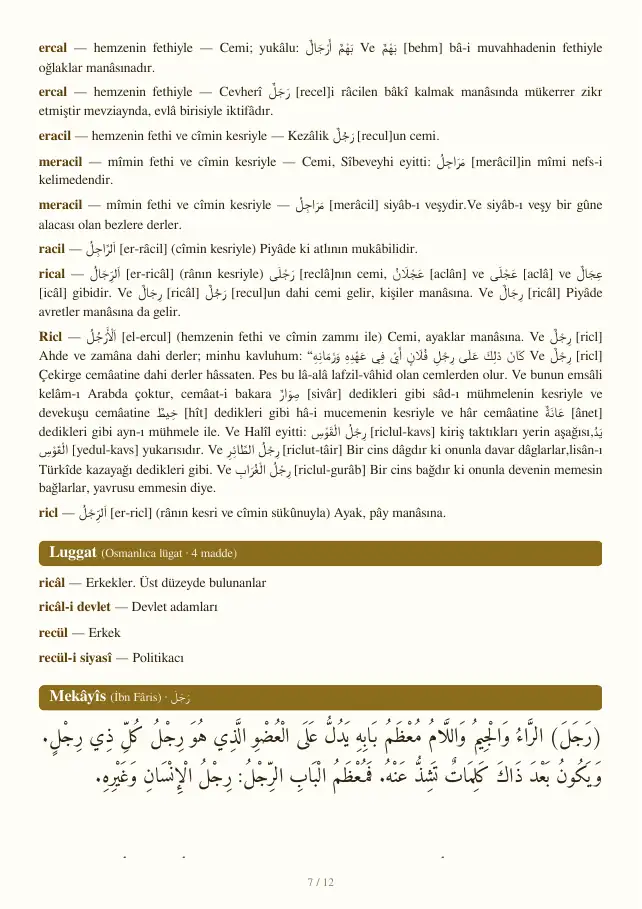 ercal — hemzenin fethiyle — Cemi; yukâlu: بَهْمٌ أَرْجَالٌ Ve بَهْمٌ [behm] bâ-i muvahhadenin fethiyle
oğlaklar manâsınadır.
ercal — hemzenin fethiyle — Cevherî رَجَلٌ [recel]i râcilen bâkî kalmak manâsında mükerrer zikr
etmiştir mevziaynda, evlâ birisiyle iktifâdır.
eracil — hemzenin fethi ve cîmin kesriyle — Kezâlik رَجُلٌ [recul]un cemi.
meracil — mîmin fethi ve cîmin kesriyle — Cemi, Sîbeveyhi eyitti: مَرَاجِلُ [merâcil]in mîmi nefs-i
kelimedendir.
meracil — mîmin fethi ve cîmin kesriyle — مَرَاجِلُ [merâcil] siyâb-ı veşydir.Ve siyâb-ı veşy bir gûne
alacası olan bezlere derler.
racil — اَلرَّاجِلُ [er-râcil] (cîmin kesriyle) Piyâde ki atlının mukâbilidir.
rical — اَلرِّجَالُ [er-ricâl] (rânın kesriyle) رَجْلَى [reclâ]nın cemi, عَجْلَانُ [aclân] ve عَجْلَى [aclâ] ve عِجَالٌ
[icâl] gibidir. Ve رِجَالٌ [ricâl] رَجُلٌ [recul]un dahi cemi gelir, kişiler manâsına. Ve رِجَالٌ [ricâl] Piyâde
avretler manâsına da gelir.
Ricl — اَلْأَرْجُلُ [el-ercul] (hemzenin fethi ve cîmin zammı ile) Cemi, ayaklar manâsına. Ve رِجْلٌ [ricl]
Ahde ve zamâna dahi derler; minhu kavluhum: “كَانَ ذلِكَ عَلَى رِجْلِ فُلَانٍ أَيْ فِي عَهْدِهِ وَزَمَانِهِ Ve رِجْلٌ [ricl]
Çekirge cemâatine dahi derler hâssaten. Pes bu lâ-alâ lafzil-vâhid olan cemlerden olur. Ve bunun emsâli
kelâm-ı Arabda çoktur, cemâat-i bakara صِوَارٌ [sivâr] dedikleri gibi sâd-ı mühmelenin kesriyle ve
devekuşu cemâatine خِيطٌ [hît] dedikleri gibi hâ-i mucemenin kesriyle ve hâr cemâatine عَانَةٌ [ânet]
dedikleri gibi ayn-ı mühmele ile. Ve Halîl eyitti: رِجْلُ الْقَوْسِ [riclul-kavs] kiriş taktıkları yerin aşağısı,يَدُ
الْقَوْسِ [yedul-kavs] yukarısıdır. Ve رِجْلُ الطَّائِرِ [riclut-tâir] Bir cins dâgdır ki onunla davar dâglarlar,lisân-ı
Türkîde kazayağı dedikleri gibi. Ve رِجْلُ الْغُرَابِ [riclul-gurâb] Bir cins bağdır ki onunla devenin memesin
bağlarlar, yavrusu emmesin diye.
ricl — اَلرِّجْلُ [er-ricl] (rânın kesri ve cîmin sükûnuyla) Ayak, pây manâsına.
Luggat (Osmanlıca lügat · 4 madde)
ricâl — Erkekler. Üst düzeyde bulunanlar
ricâl-i devlet — Devlet adamları
recül — Erkek
recül-i siyasî — Politikacı
Mekâyîs (İbn Fâris) · رَجَلَ
(رَجَلَ) الرَّاءُ وَالْجِيمُ وَاللَّامُ مُعْظَمُ بَابِهِ يَدُلُّ عَلَى الْعُضْوِ الَّذِي هُوَ رِجْلُ كُلِّ ذِي رِجْلٍ.
وَيَكُونُ بَعْدَ ذَاكَ كَلِمَاتٌ تَشِذُّ عَنْهُ. فَمُعْظَمُ الْبَابِ الرِّجْلُ: رِجْلُ الْإِنْسَانِ وَغَيْرِهِ.
7 / 12